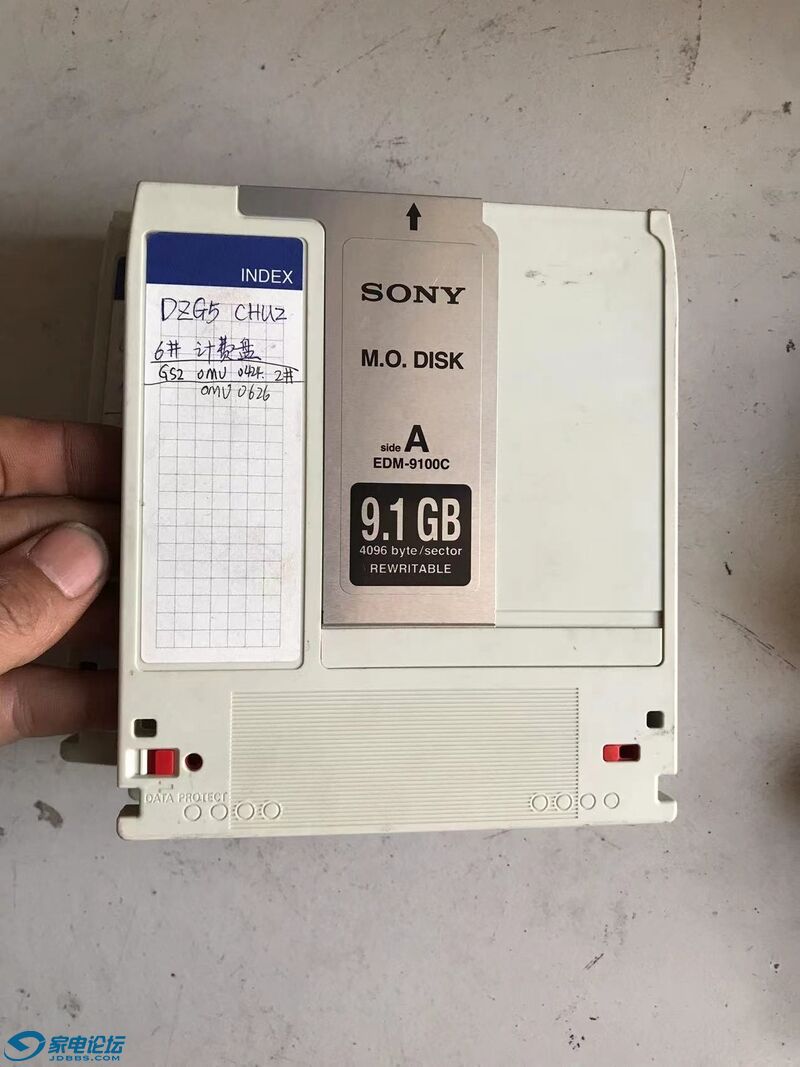 INDEX
DZG5 CHUZ
6# 计费盘
GS2 OMU 0424. 2#
OMU 0626
SONY
M.O. DISK
side A
EDM-9100C
9.1 GB
4096 byte/sector
REWRITABLE
DATA PROTECT
家电论坛
JDBBS.COM